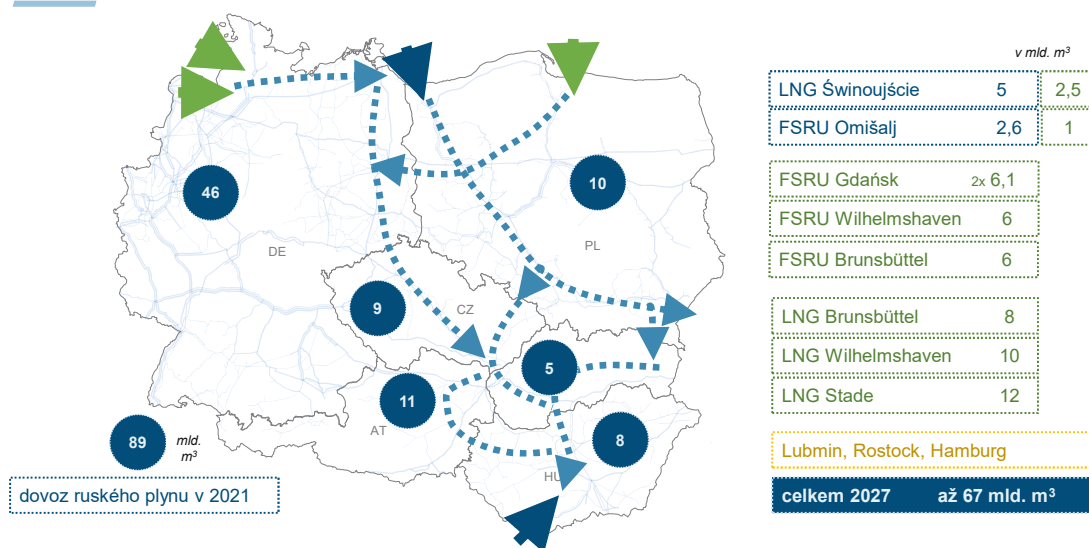 v mld. m³
LNG Świnoujście 5 2,5
FSRU Omišalj 2,6 1
FSRU Gdańsk 2x 6,1
FSRU Wilhelmshaven 6
FSRU Brunsbüttel 6
LNG Brunsbüttel 8
LNG Wilhelmshaven 10
LNG Stade 12
Lubmin, Rostock, Hamburg
celkem 2027 až 67 mld. m³
46
10
DE
PL
9
CZ
5
11
AT
8
HU
89 mld. m³
dovoz ruského plynu v 2021